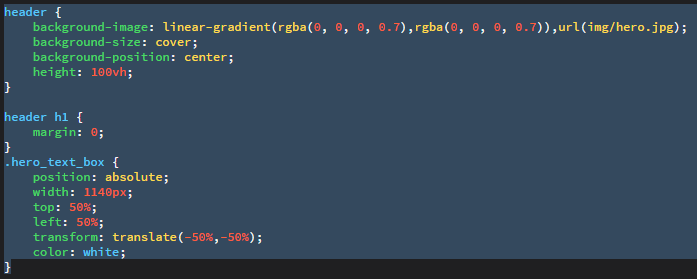 header {
    background-image: linear-gradient(rgba(0, 0, 0, 0.7),rgba(0, 0, 0, 0.7)),url(img/hero.jpg);
    background-size: cover;
    background-position: center;
    height: 100vh;
}

header h1 {
    margin: 0;
}
.hero_text_box {
    position: absolute;
    width: 1140px;
    top: 50%;
    left: 50%;
    transform: translate(-50%,-50%);
    color: white;
}